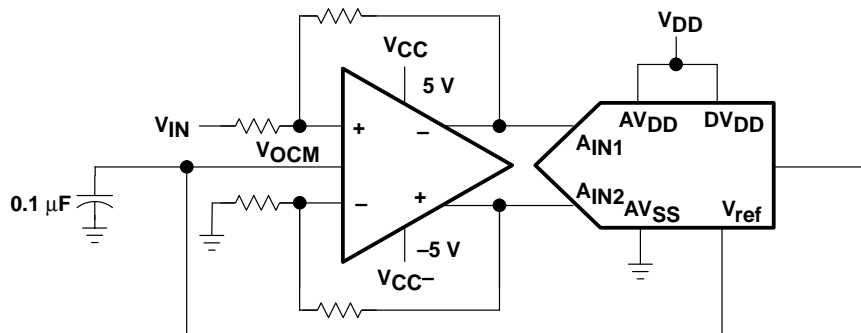 VCC
5 V
VDD
VIN
+
−
AVDD
DVDD
VOCM
AIN1
0.1 μF
−
+
AIN2
AVSS
Vref
−5 V
VCC−